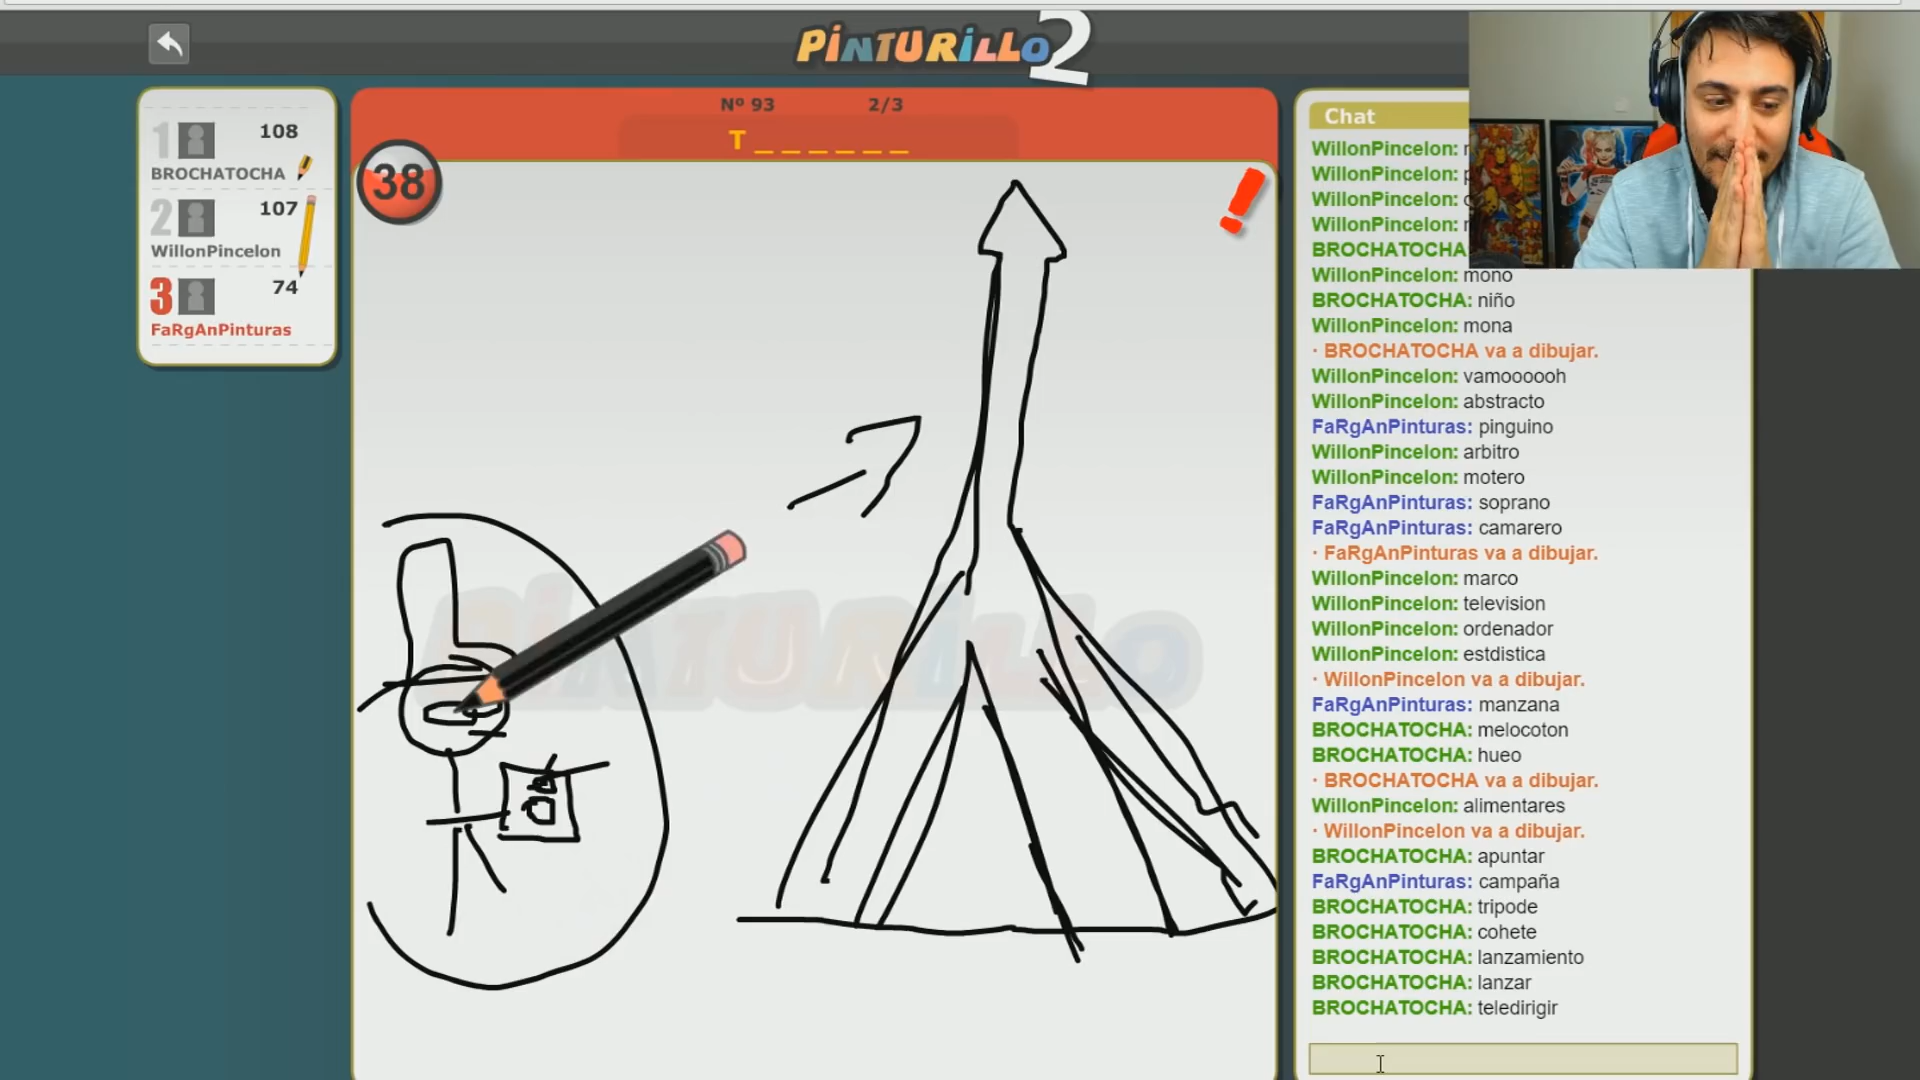 PiNTURiLLO 2
1 108
BROCHATOCHA
2 107
WillonPincelon
3 74
FaRgAnPinturas
Nº 93 2/3
T _ _ _ _ _ _
38
!
PiNTURiLLO
Chat
WillonPincelon:
WillonPincelon:
WillonPincelon:
WillonPincelon:
BROCHATOCHA
WillonPincelon: mono
BROCHATOCHA: niño
WillonPincelon: mona
· BROCHATOCHA va a dibujar.
WillonPincelon: vamoooooh
WillonPincelon: abstracto
FaRgAnPinturas: pinguino
WillonPincelon: arbitro
WillonPincelon: motero
FaRgAnPinturas: soprano
FaRgAnPinturas: camarero
· FaRgAnPinturas va a dibujar.
WillonPincelon: marco
WillonPincelon: television
WillonPincelon: ordenador
WillonPincelon: estdistica
· WillonPincelon va a dibujar.
FaRgAnPinturas: manzana
BROCHATOCHA: melocoton
BROCHATOCHA: hueo
· BROCHATOCHA va a dibujar.
WillonPincelon: alimentares
· WillonPincelon va a dibujar.
BROCHATOCHA: apuntar
FaRgAnPinturas: campaña
BROCHATOCHA: tripode
BROCHATOCHA: cohete
BROCHATOCHA: lanzamiento
BROCHATOCHA: lanzar
BROCHATOCHA: teledirigir